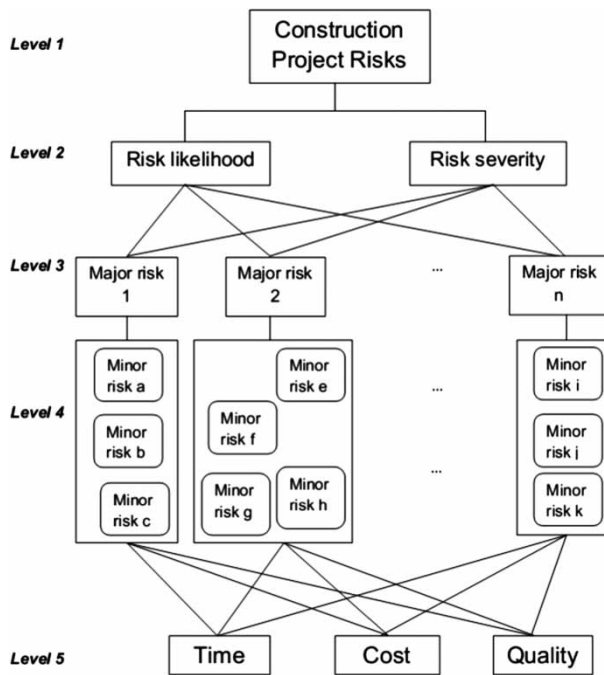 Level 1
Construction
Project Risks
Level 2
Risk likelihood
Risk severity
Level 3
Major risk
1
Major risk
2
...
Major risk
n
Level 4
Minor
risk a
Minor
risk b
Minor
risk c
Minor
risk e
Minor
risk f
Minor
risk g
Minor
risk h
...
...
Minor
risk i
Minor
risk j
Minor
risk k
Level 5
Time
Cost
Quality